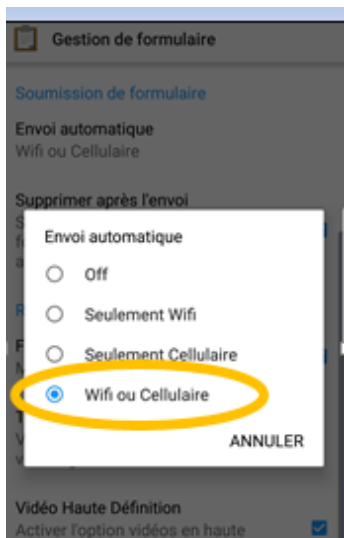 Gestion de formulaire
Soumission de formulaire
Envoi automatique
Wifi ou Cellulaire
Supprimer après l'envoi
Envoi automatique
Off
Seulement Wifi
Seulement Cellulaire
Wifi ou Cellulaire
ANNULER
Vidéo Haute Définition
Activer l'option vidéos en haute